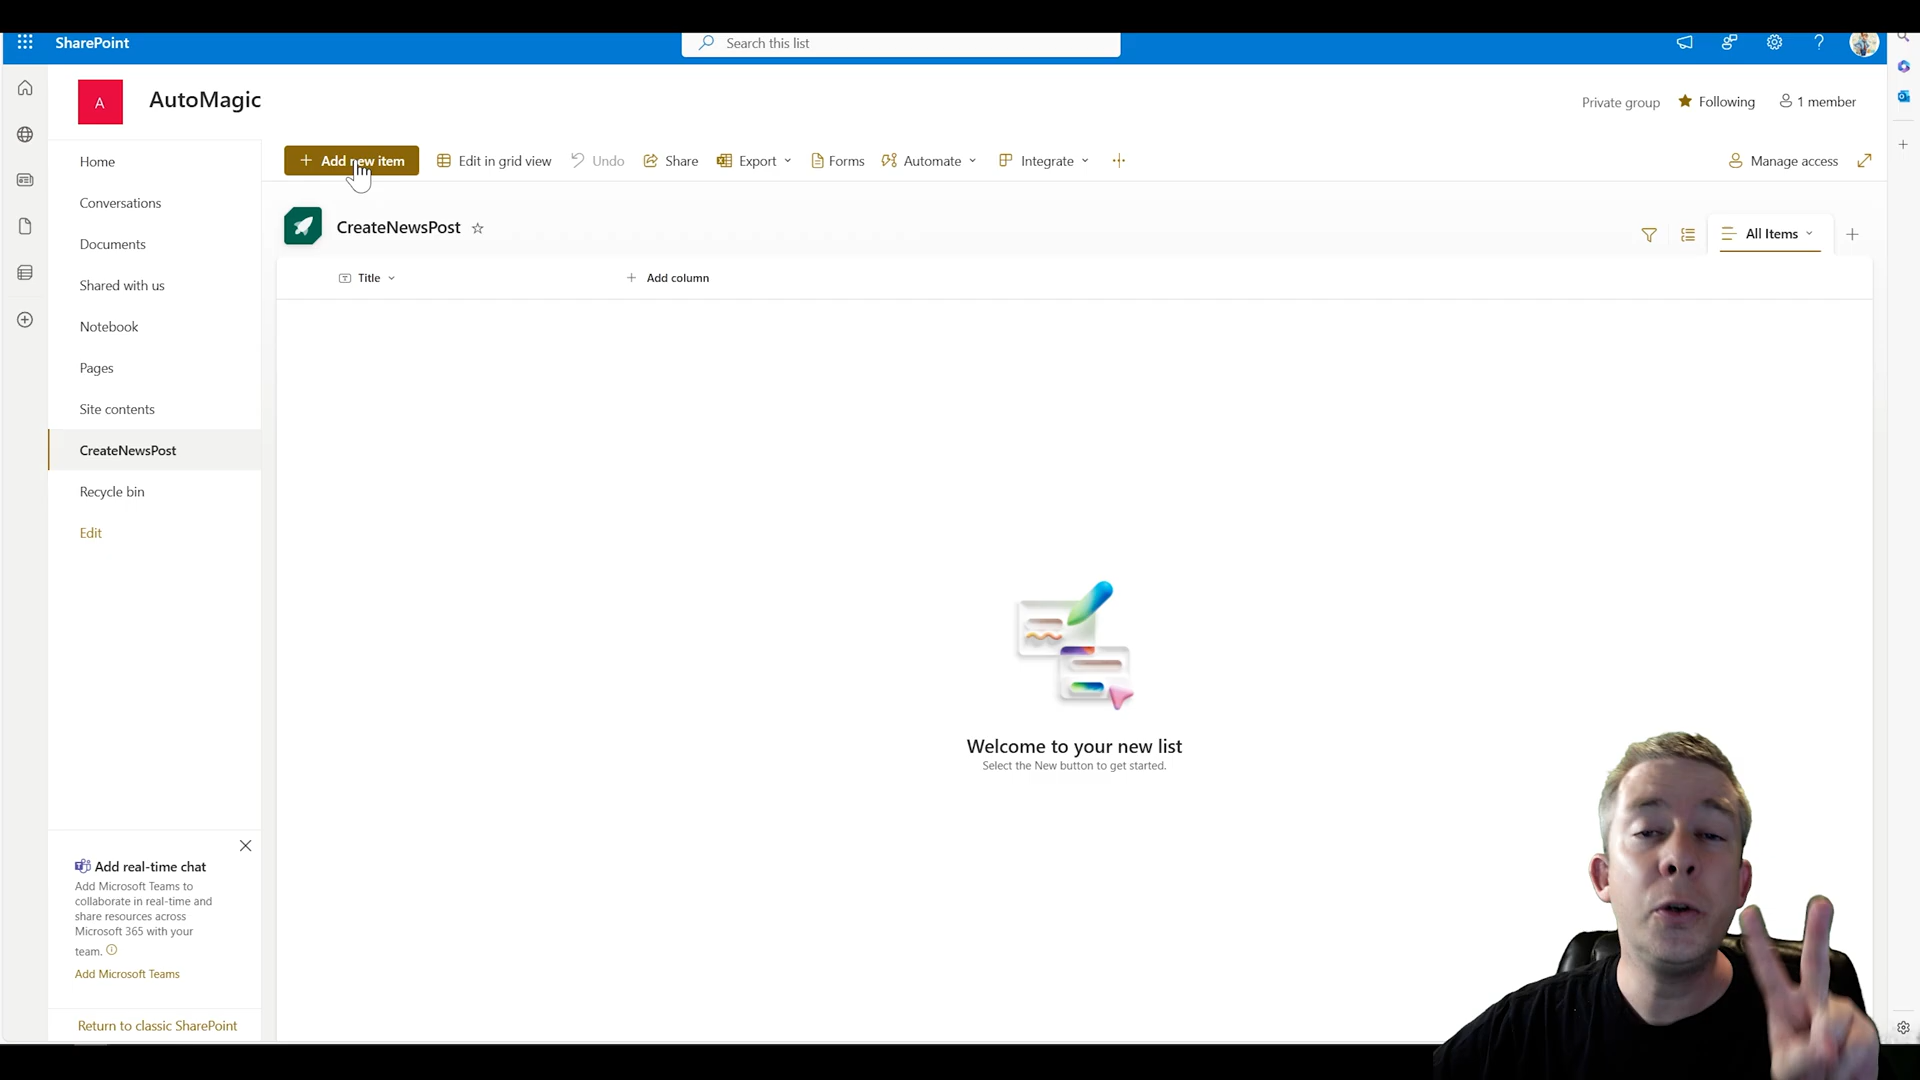 SharePoint
Search this list
A
AutoMagic
Private group
Following
1 member
Home
Conversations
Documents
Shared with us
Notebook
Pages
Site contents
CreateNewsPost
Recycle bin
Edit
+ Add new item
Edit in grid view
Undo
Share
Export
Forms
Automate
Integrate
Manage access
CreateNewsPost
All Items
Title
+ Add column
Welcome to your new list
Select the New button to get started.
Add real-time chat
Add Microsoft Teams to
collaborate in real-time and
share resources across
Microsoft 365 with your
team.
Add Microsoft Teams
Return to classic SharePoint